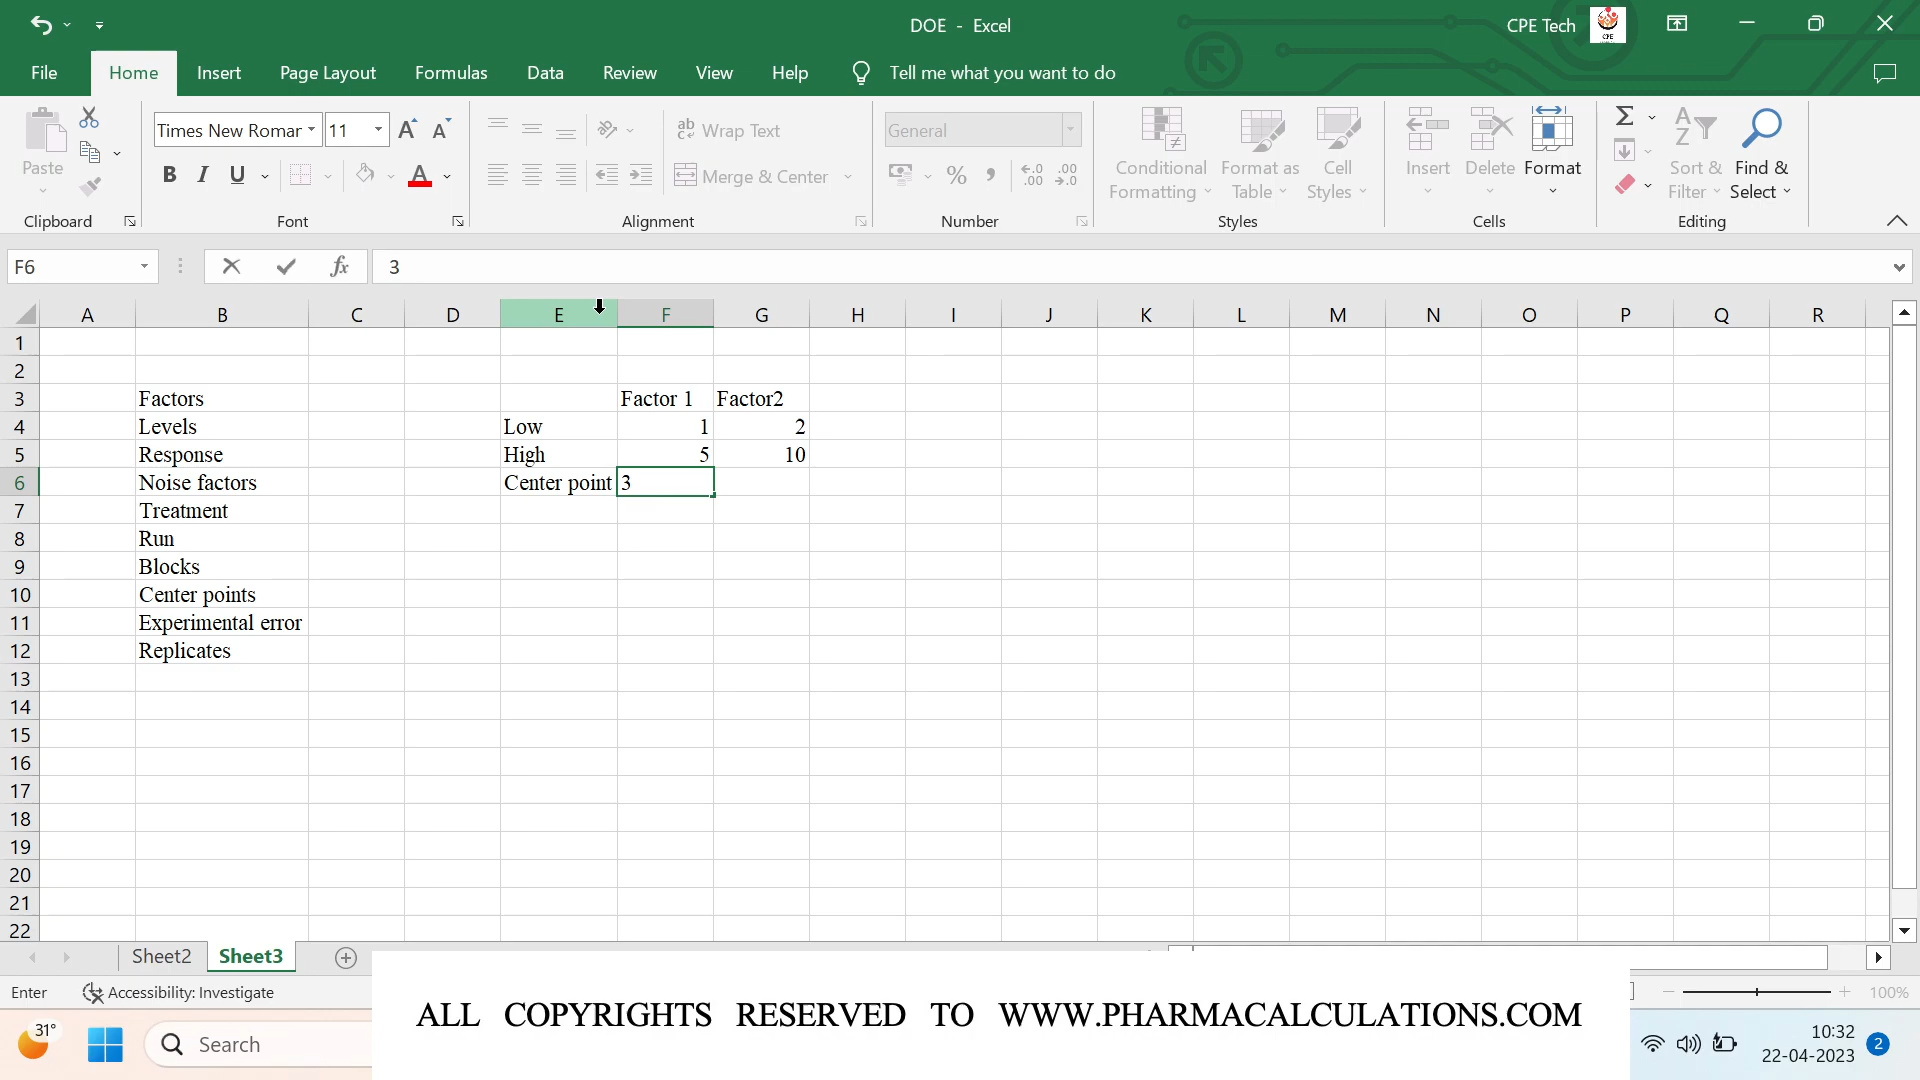 DOE - Excel
CPE Tech
CPE
File Home Insert Page Layout Formulas Data Review View Help Tell me what you want to do
Times New Romar 11
ab Wrap Text
General
Paste
B I U
Merge & Center
% ,
Conditional Formatting
Format as Table
Cell Styles
Insert Delete Format
Sort & Filter
Find & Select
Clipboard Font Alignment Number Styles Cells Editing
F6 fx 3
A B C D E F G H I J K L M N O P Q R
1
2
3 Factors Factor 1 Factor2
4 Levels Low 1 2
5 Response High 5 10
6 Noise factors Center point 3
7 Treatment
8 Run
9 Blocks
10 Center points
11 Experimental error
12 Replicates
13
14
15
16
17
18
19
20
21
22
Sheet2 Sheet3
Enter Accessibility: Investigate 100%
ALL COPYRIGHTS RESERVED TO WWW.PHARMACALCULATIONS.COM
31° Search 10:32
22-04-2023 2